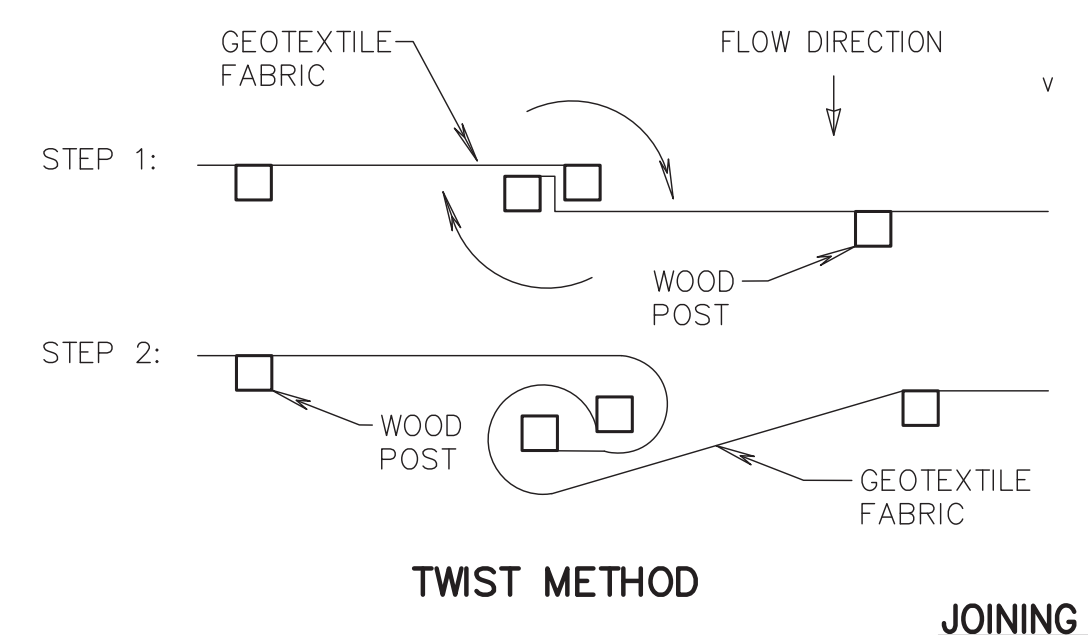 GEOTEXTILE
FABRIC
FLOW DIRECTION
V
STEP 1:
WOOD
POST
STEP 2:
WOOD
POST
GEOTEXTILE
FABRIC
TWIST METHOD
JOINING